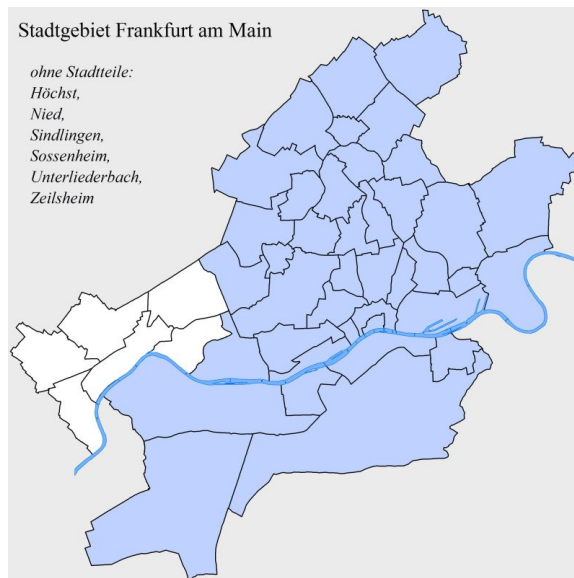 Stadtgebiet Frankfurt am Main
ohne Stadtteile:
Höchst,
Nied,
Sindlingen,
Sossenheim,
Unterliederbach,
Zeilsheim